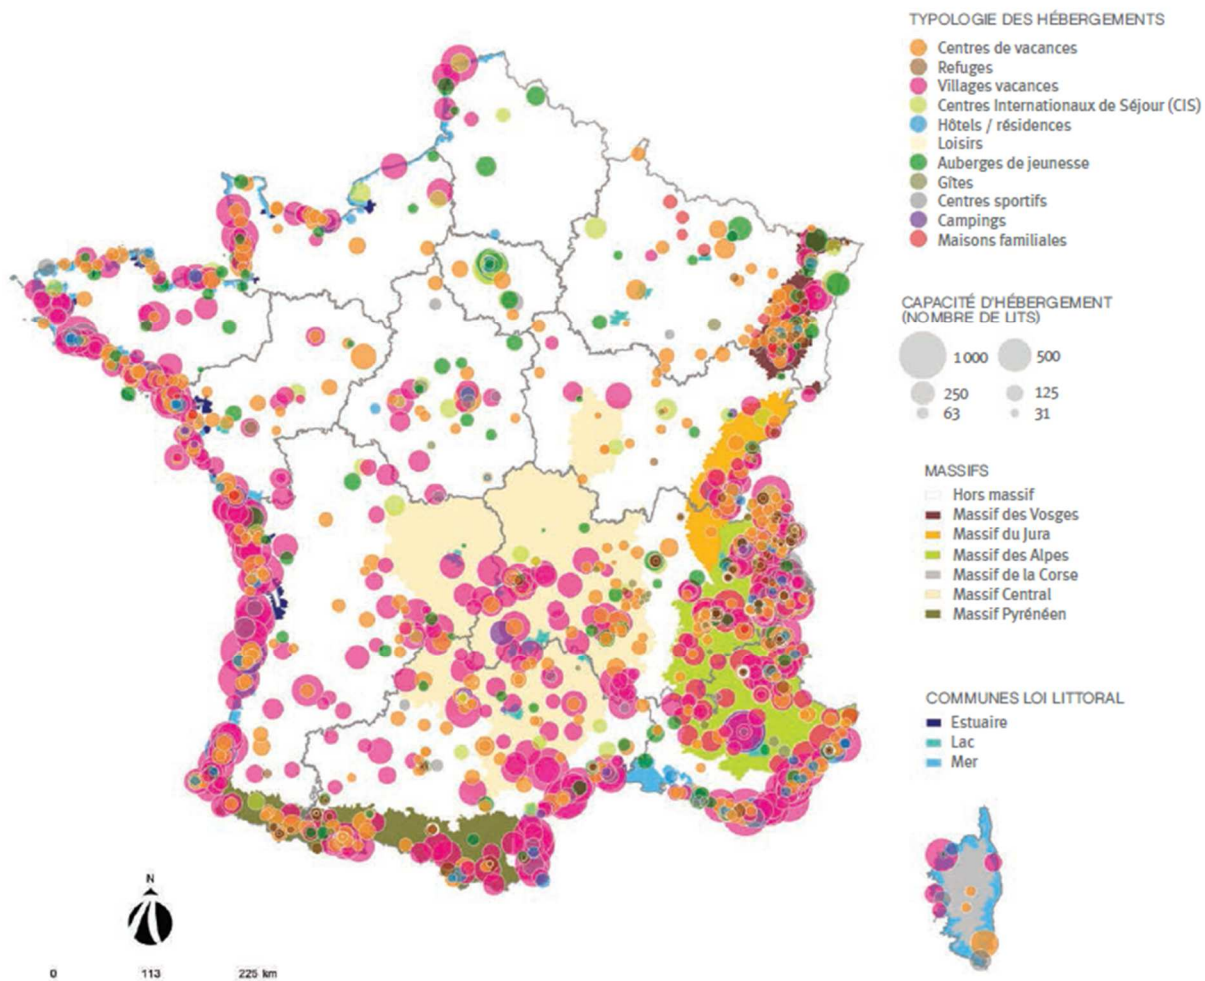 TYPOLOGIE DES HÉBERGEMENTS
Centres de vacances
Refuges
Villages vacances
Centres Internationaux de Séjour (CIS)
Hôtels / résidences
Loisirs
Auberges de jeunesse
Gîtes
Centres sportifs
Campings
Maisons familiales
CAPACITÉ D'HÉBERGEMENT
(NOMBRE DE LITS)
1000 500
250 125
63 31
MASSIFS
Hors massif
Massif des Vosges
Massif du Jura
Massif des Alpes
Massif de la Corse
Massif Central
Massif Pyrénéen
COMMUNES LOI LITTORAL
Estuaire
Lac
Mer
N
0 113 225 km